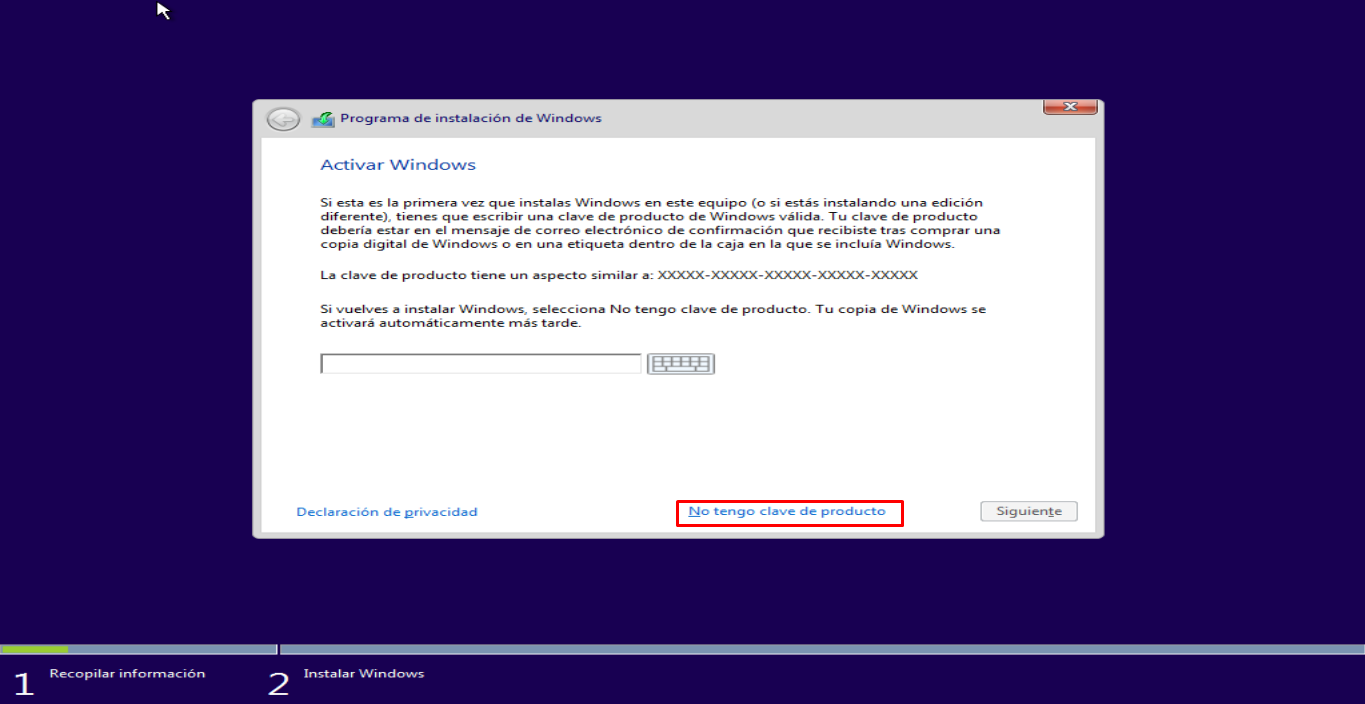 Programa de instalación de Windows
Activar Windows
Si esta es la primera vez que instalas Windows en este equipo (o si estás instalando una edición
diferente), tienes que escribir una clave de producto de Windows válida. Tu clave de producto
debería estar en el mensaje de correo electrónico de confirmación que recibiste tras comprar una
copia digital de Windows o en una etiqueta dentro de la caja en la que se incluía Windows.
La clave de producto tiene un aspecto similar a: XXXXX-XXXXX-XXXXX-XXXXX-XXXXX
Si vuelves a instalar Windows, selecciona No tengo clave de producto. Tu copia de Windows se
activará automáticamente más tarde.
Declaración de privacidad
No tengo clave de producto
Siguiente
1 Recopilar información
2 Instalar Windows